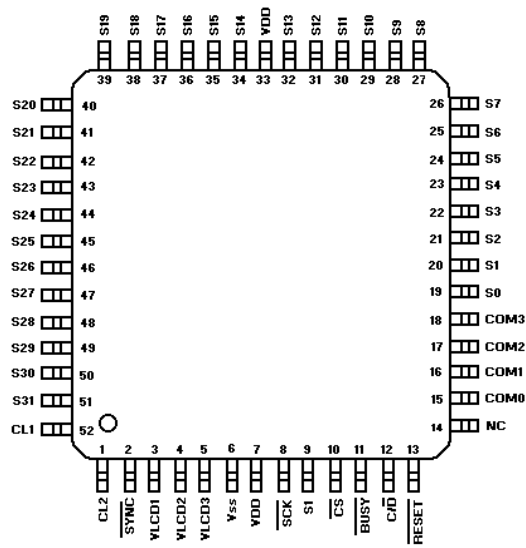 S19 S18 S17 S16 S15 S14 VDD S13 S12 S11 S10 S9 S8
39 38 37 36 35 34 33 32 31 30 29 28 27
S20 40 26 S7
S21 41 25 S6
S22 42 24 S5
S23 43 23 S4
S24 44 22 S3
S25 45 21 S2
S26 46 20 S1
S27 47 19 S0
S28 48 18 COM3
S29 49 17 COM2
S30 50 16 COM1
S31 51 15 COM0
CL1 52 14 NC
1 2 3 4 5 6 7 8 9 10 11 12 13
CL2 SYNC VLCD1 VLCD2 VLCD3 Vss VDD SCK S1 CS BUSY C/D RESET